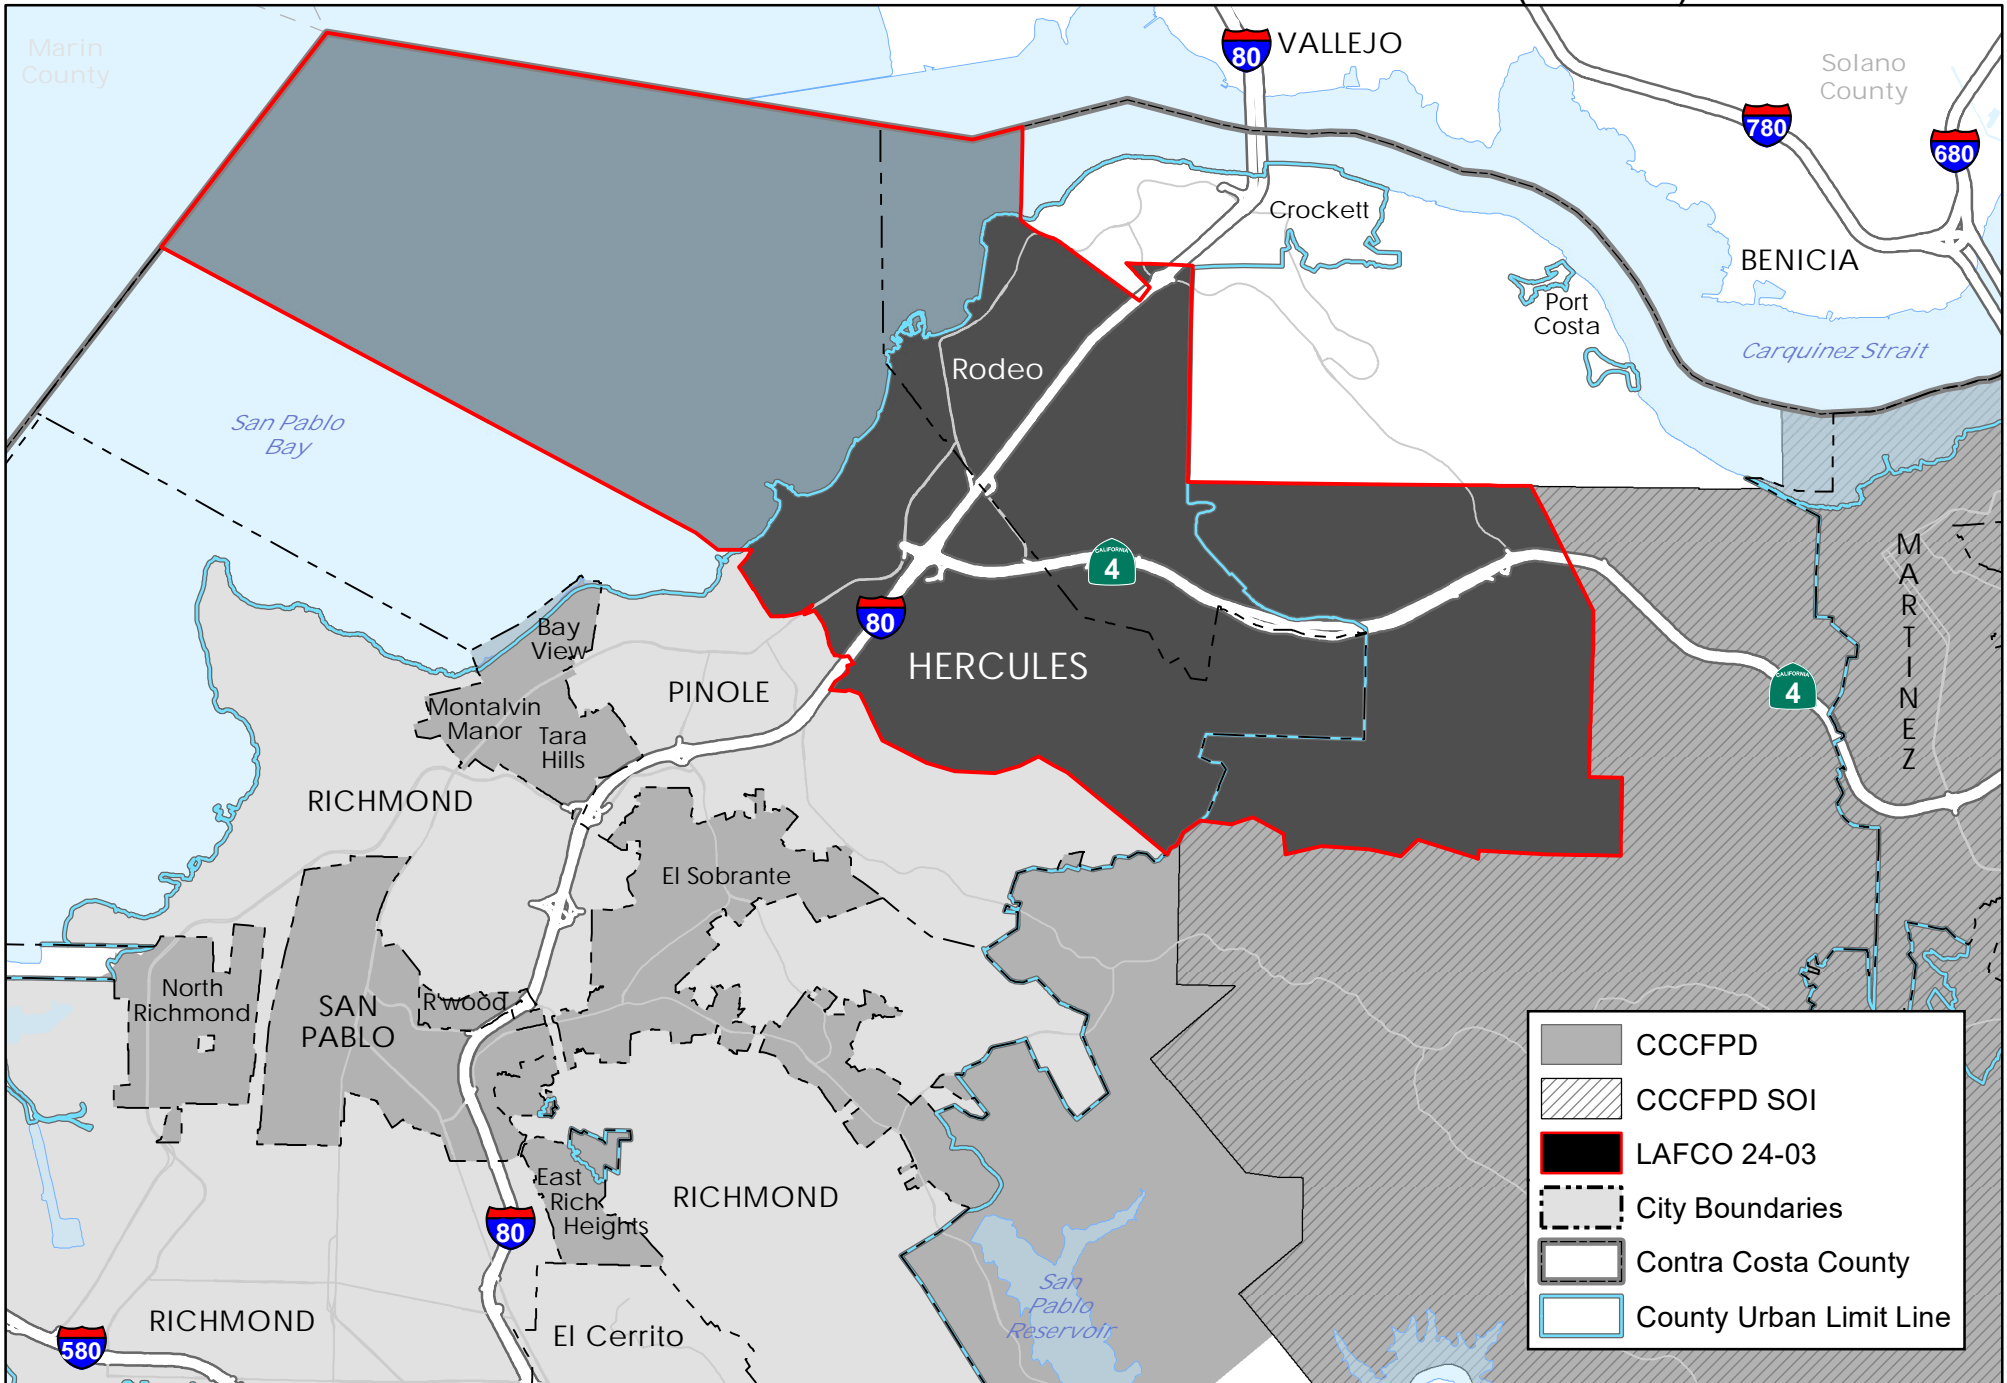 Marin
County
80
VALLEJO
Solano
County
780
680
Crockett
BENICIA
Port
Costa
Carquinez Strait
Rodeo
San Pablo
Bay
CALIFORNIA
4
M
A
R
T
I
N
E
Z
80
Bay
View
HERCULES
PINOLE
CALIFORNIA
4
Montalvin
Manor
Tara
Hills
RICHMOND
El Sobrante
North
Richmond
SAN
PABLO
R'wood
East
Rich
Heights
RICHMOND
80
San
Pablo
Reservoir
RICHMOND
El Cerrito
580
CCCFPD
CCCFPD SOI
LAFCO 24-03
City Boundaries
Contra Costa County
County Urban Limit Line